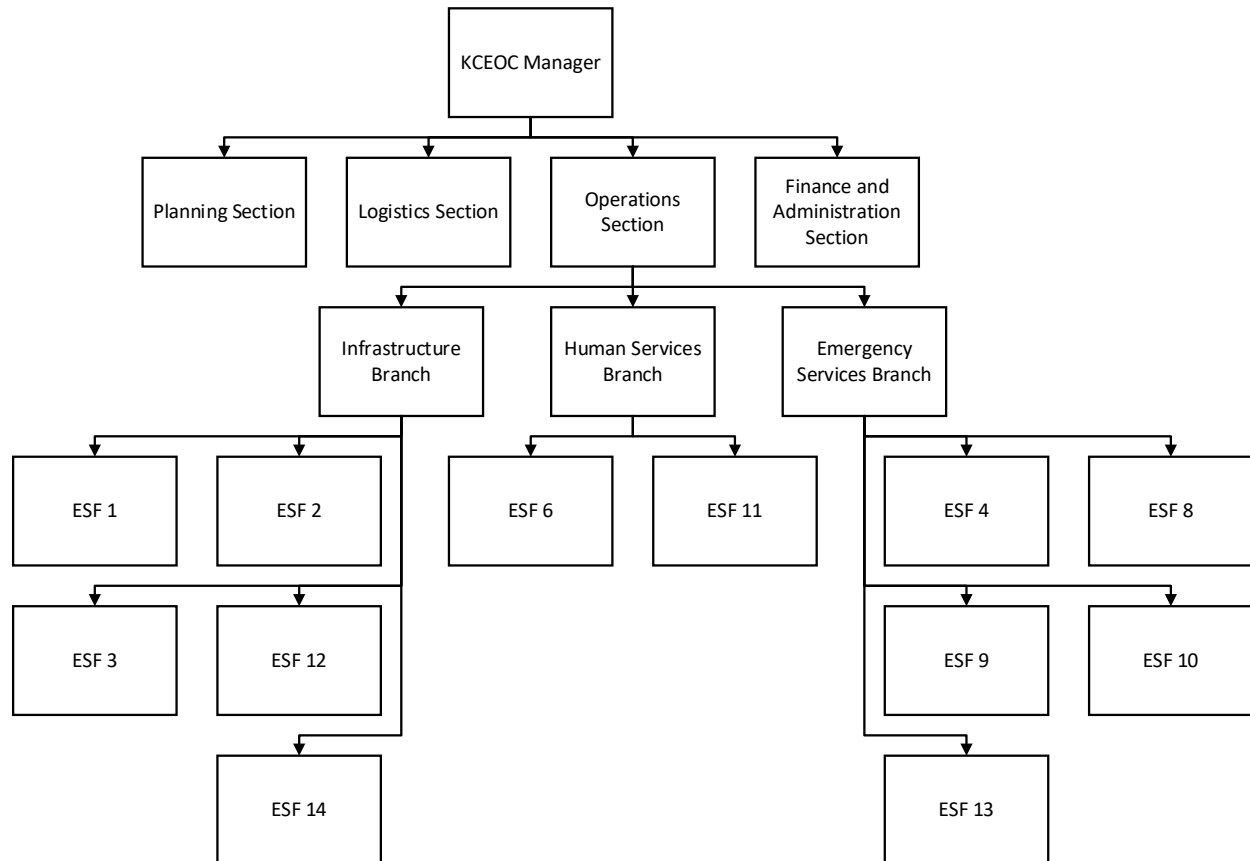 KCEOC Manager
Planning Section
Logistics Section
Operations
Section
Finance and
Administration
Section
Infrastructure
Branch
Human Services
Branch
Emergency
Services Branch
ESF 1
ESF 2
ESF 6
ESF 11
ESF 4
ESF 8
ESF 3
ESF 12
ESF 9
ESF 10
ESF 14
ESF 13